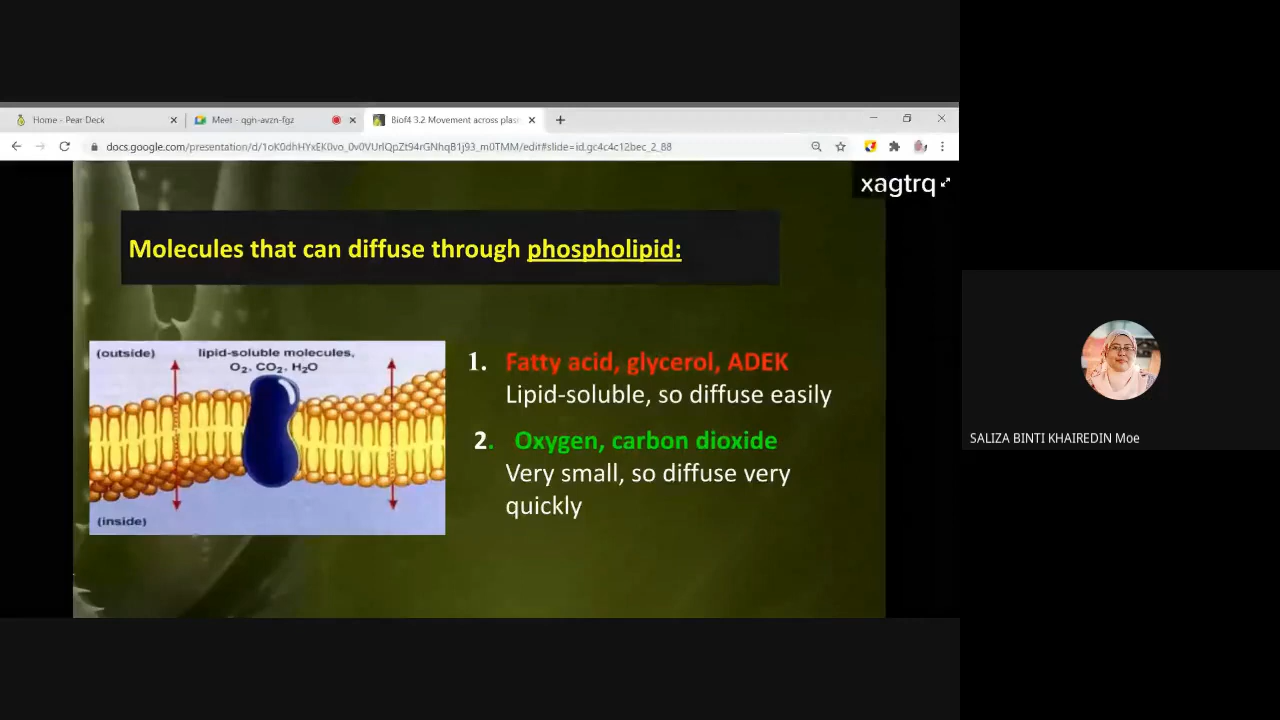 Home - Pear Deck
Meet - qgh-avzn-fgz
Biof4 3.2 Movement across plas
docs.google.com/presentation/d/1oK0dhHYxEK0vo_0v0VUrlQpZt94rGNhqB1j93_m0TMM/edit#slide=id.gc4c4c12bec_2_88
xagtrq
Molecules that can diffuse through phospholipid:
(outside) lipid-soluble molecules,
O₂, CO₂, H₂O
(inside)
1. Fatty acid, glycerol, ADEK
Lipid-soluble, so diffuse easily
2. Oxygen, carbon dioxide
Very small, so diffuse very
quickly
SALIZA BINTI KHAIREDIN Moe